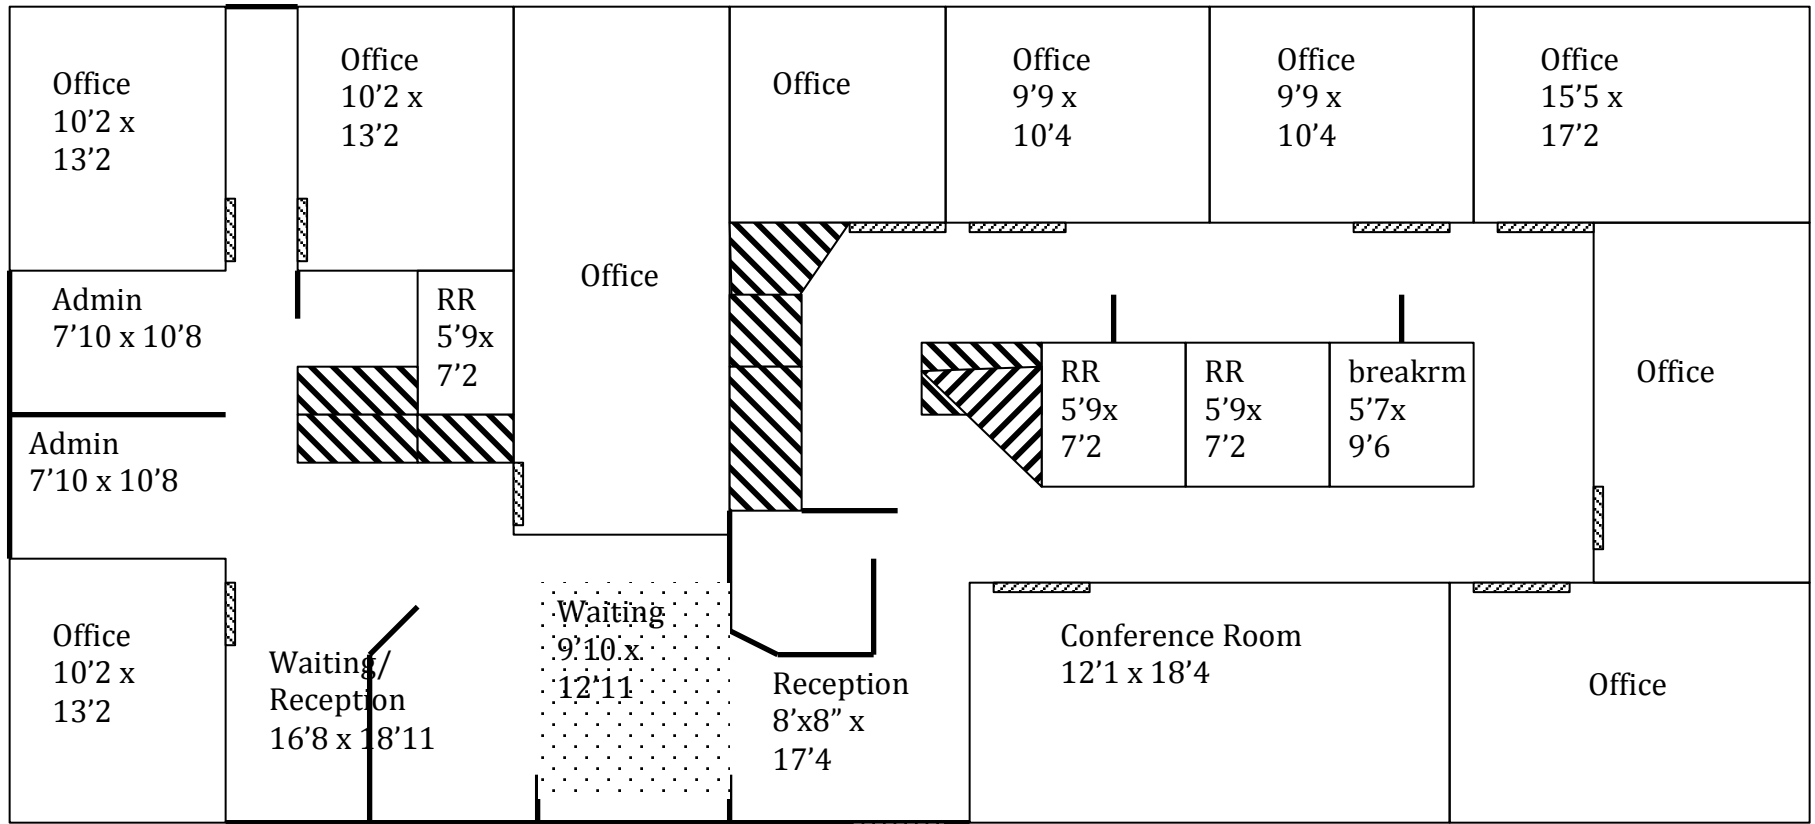 Office
10’2 x
13’2
Office
10’2 x
13’2
Office
Office
9’9 x
10’4
Office
9’9 x
10’4
Office
15’5 x
17’2
Office
Admin
7’10 x 10’8
RR
5’9x
7’2
RR
5’9x
7’2
RR
5’9x
7’2
breakrm
5’7x
9’6
Office
Admin
7’10 x 10’8
Office
10’2 x
13’2
Waiting/
Reception
16’8 x 18’11
Waiting
9’10 x
12’11
Reception
8’x8” x
17’4
Conference Room
12’1 x 18’4
Office